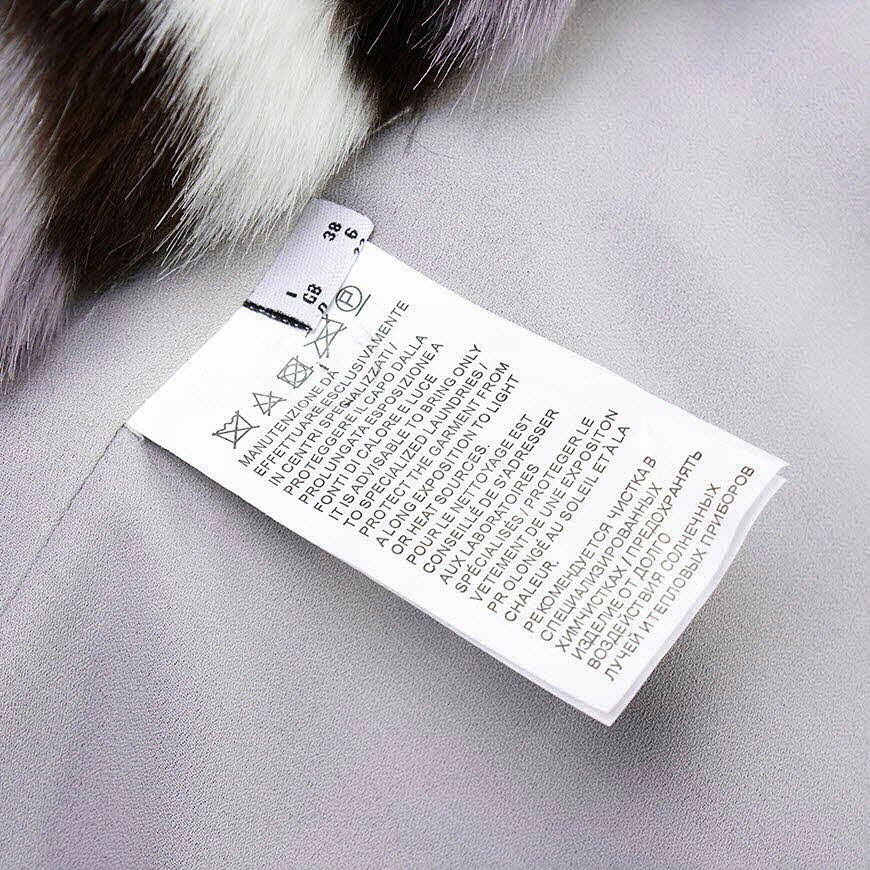 I 38
GB 6
P
MANUTENZIONE DA
EFFETTUARE ESCLUSIVAMENTE
IN CENTRI SPECIALIZZATI /
PROTEGGERE IL CAPO DALLA
PROLUNGATA ESPOSIZIONE A
FONTI DI CALORE E LUCE
IT IS ADVISABLE TO BRING ONLY
TO SPECIALIZED LAUNDRIES /
PROTECT THE GARMENT FROM
A LONG EXPOSITION TO LIGHT
OR HEAT SOURCES.
POUR LE NETTOYAGE EST
CONSEILLÉ DE S'ADRESSER
AUX LABORATOIRES
SPÉCIALISÉS / PROTEGER LE
VETEMENT DE UNE EXPOSITON
PROLONGÉ AU SOLEIL ET À LA
CHALEUR.
РЕКОМЕНДУЕТСЯ ЧИСТКА В
СПЕЦИАЛИЗИРОВАННЫХ
ХИМЧИСТКАХ / ПРЕДОХРАНЯТЬ
ИЗДЕЛИЕ ОТ ДОЛГО
ВОЗДЕЙСТВИЯ СОЛНЕЧНЫХ
ЛУЧЕЙ И ТЕПЛОВЫХ ПРИБОРОВ